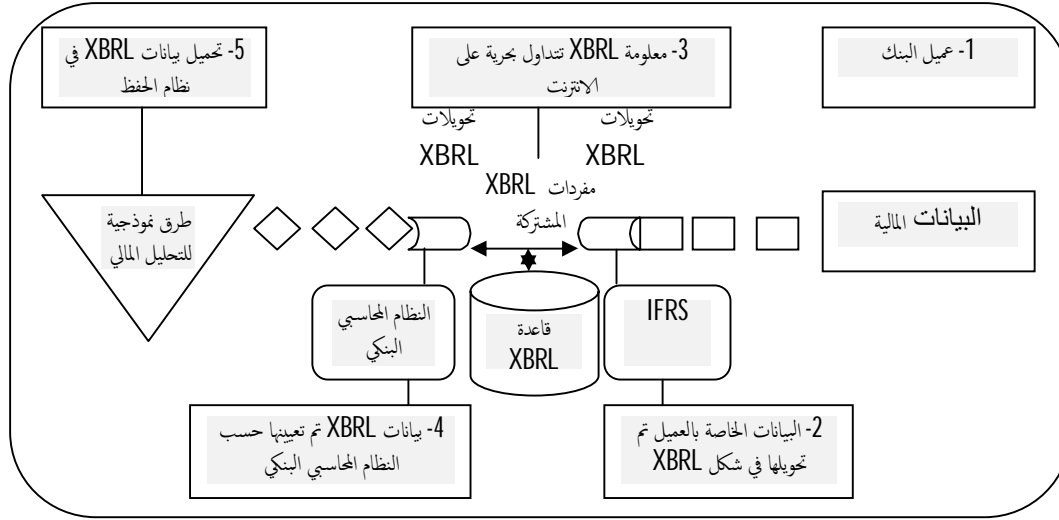 1- عميل البنك
3- معلومة XBRL تتداول بحرية على
الانترنت
5- تحميل بيانات XBRL في
نظام الحفظ
تحويلات
XBRL
تحويلات
XBRL
مفردات XBRL
المشتركة
البيانات المالية
طرق نموذجية
للتحليل المالي
IFRS
قاعدة
XBRL
النظام المحاسبي
البنكي
2- البيانات الخاصة بالعميل تم
تحويلها في شكل XBRL
4- بيانات XBRL تم تعيينها حسب
النظام المحاسبي البنكي